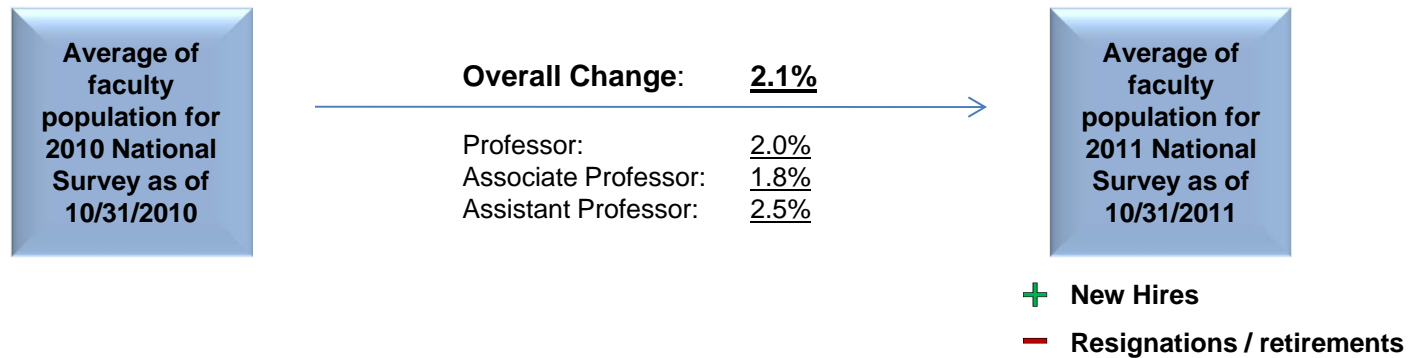 Average of
faculty
population for
2010 National
Survey as of
10/31/2010
Overall Change: 2.1%
Professor: 2.0%
Associate Professor: 1.8%
Assistant Professor: 2.5%
Average of
faculty
population for
2011 National
Survey as of
10/31/2011
New Hires
Resignations / retirements